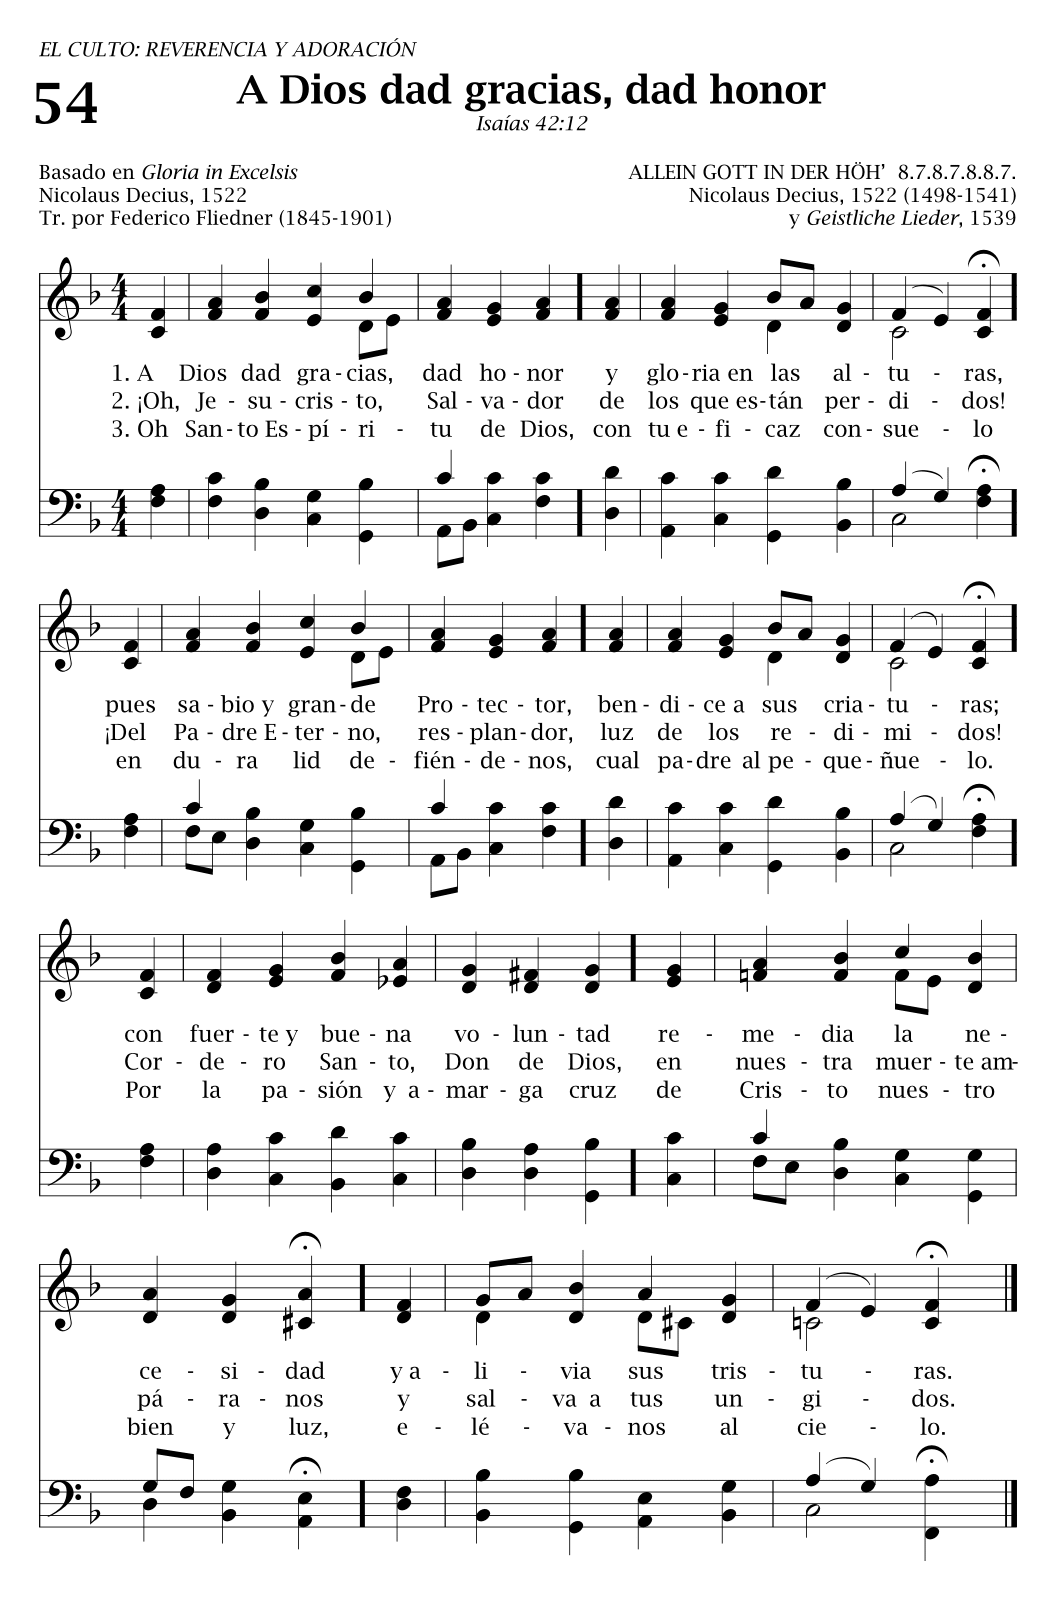 EL CULTO: REVERENCIA Y ADORACIÓN
54
A Dios dad gracias, dad honor
Isaías 42:12
Basado en Gloria in Excelsis
Nicolaus Decius, 1522
Tr. por Federico Fliedner (1845-1901)
ALLEIN GOTT IN DER HÖH’ 8.7.8.7.8.8.7.
Nicolaus Decius, 1522 (1498-1541)
y Geistliche Lieder, 1539
1. A Dios dad gra - cias, dad ho - nor y glo - ria en las al - tu - ras,
2. ¡Oh, Je - su - cris - to, Sal - va - dor de los que es - tán per - di - dos!
3. Oh San - to Es - pí - ri - tu de Dios, con tu e - fi - caz con - sue - lo
pues sa - bio y gran - de Pro - tec - tor, ben - di - ce a sus cria - tu - ras;
¡Del Pa - dre E - ter - no, res - plan - dor, luz de los re - di - mi - dos!
en du - ra lid de - fién - de - nos, cual pa - dre al pe - que - ñue - lo.
con fuer - te y bue - na vo - lun - tad re - me - dia la ne -
Cor - de - ro San - to, Don de Dios, en nues - tra muer - te am-
Por la pa - sión y a - mar - ga cruz de Cris - to nues - tro
ce - si - dad y a - li - via sus tris - tu - ras.
pá - ra - nos y sal - va a tus un - gi - dos.
bien y luz, e - lé - va - nos al cie - lo.